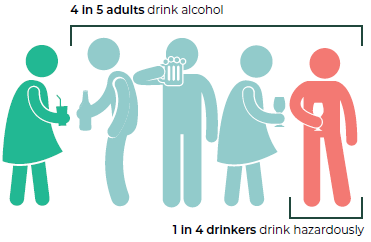 4 in 5 adults drink alcohol
1 in 4 drinkers drink hazardously